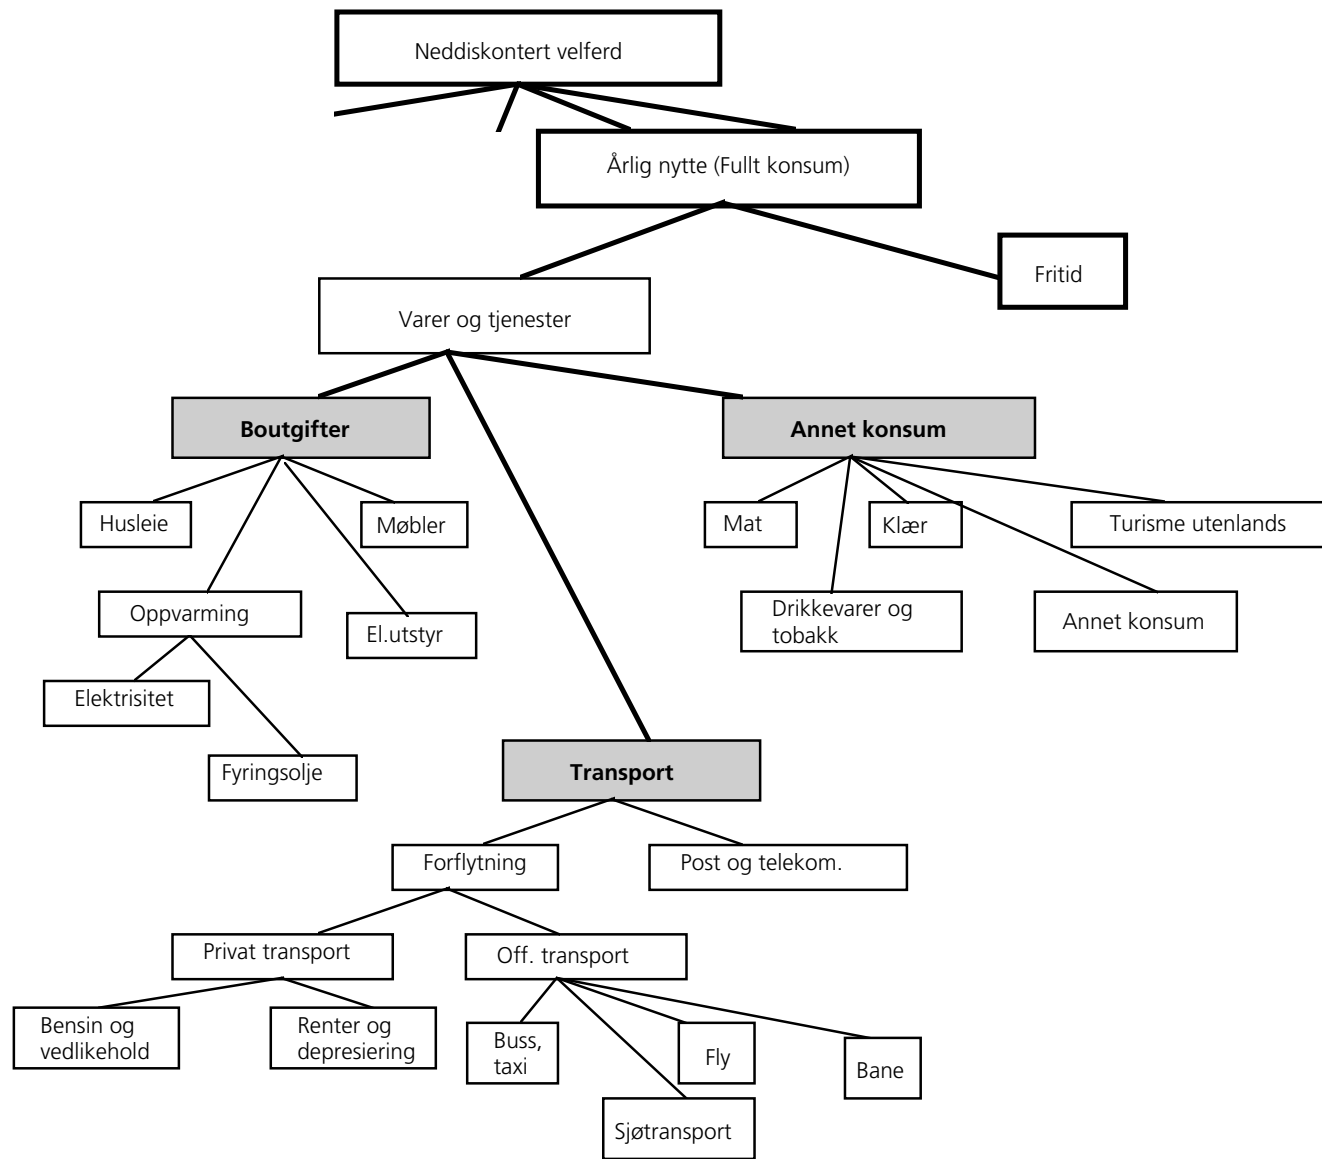 Neddiskontert velferd
Årlig nytte (Fullt konsum)
Fritid
Varer og tjenester
Boutgifter
Annet konsum
Husleie
Møbler
Mat
Klær
Turisme utenlands
Oppvarming
El.utstyr
Drikkevarer og
tobakk
Annet konsum
Elektrisitet
Fyringsolje
Transport
Forflytning
Post og telekom.
Privat transport
Off. transport
Bensin og
vedlikehold
Renter og
depresiering
Buss,
taxi
Fly
Bane
Sjøtransport